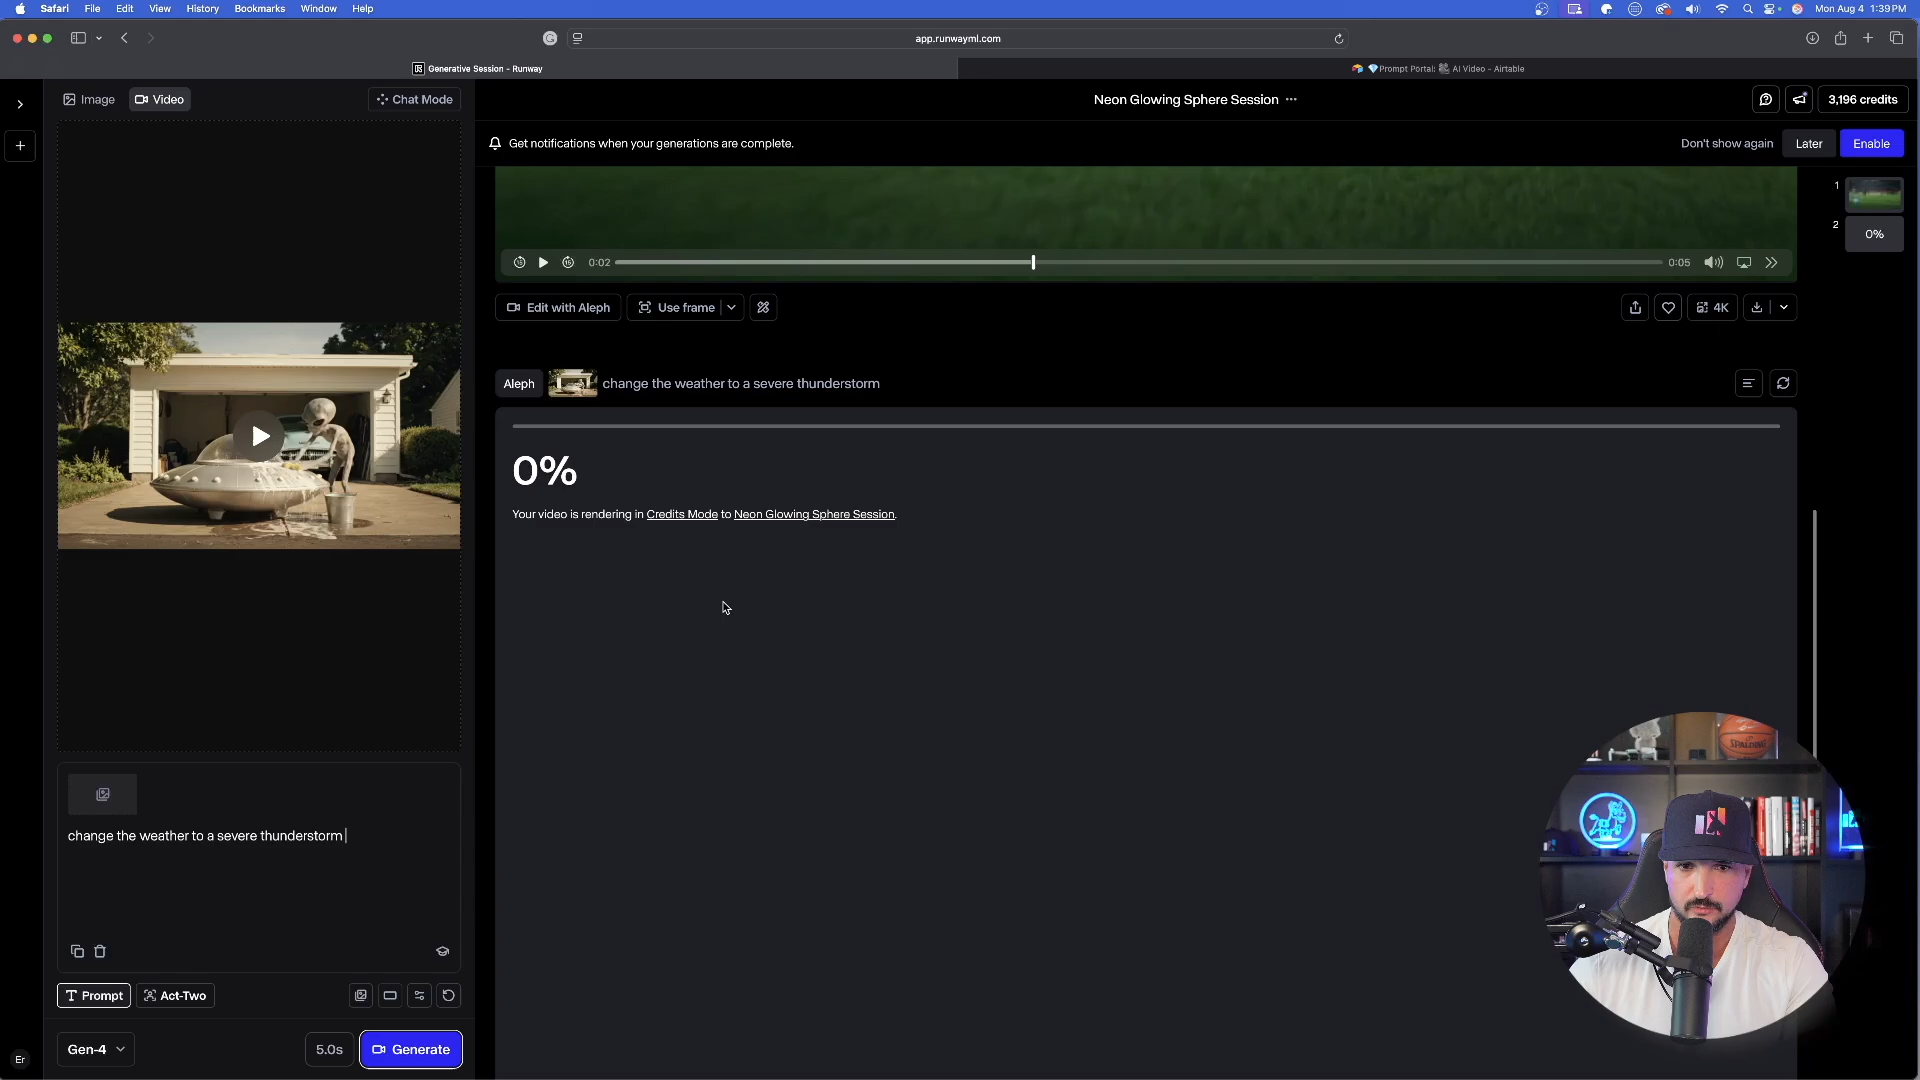 Safari File Edit View History Bookmarks Window Help
Mon Aug 4 1:39 PM
app.runwayml.com
Generative Session - Runway
Prompt Portal: AI Video - Airtable
Image
Video
Chat Mode
Neon Glowing Sphere Session
3,196 credits
Get notifications when your generations are complete.
Don't show again
Later
Enable
1
2
0%
0:02
0:05
Edit with Aleph
Use frame
4K
Aleph
change the weather to a severe thunderstorm
0%
Your video is rendering in Credits Mode to Neon Glowing Sphere Session.
change the weather to a severe thunderstorm
Prompt
Act-Two
Gen-4
5.0s
Generate
Er
SPALDING